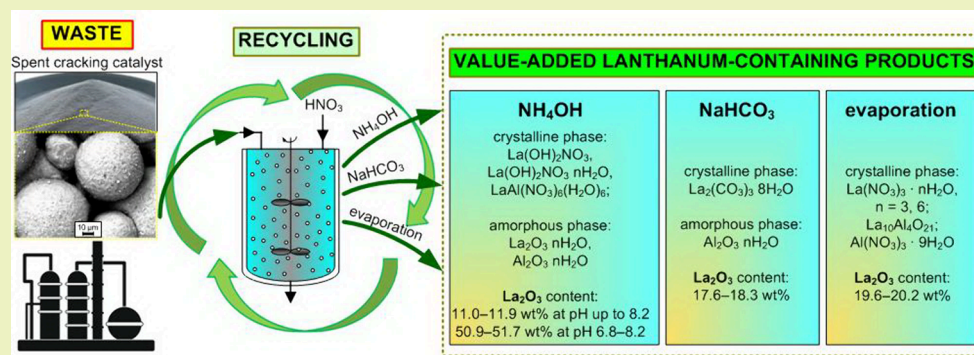 WASTE
Spent cracking catalyst
10 μm
RECYCLING
HNO₃
NH₄OH
NaHCO₃
evaporation
VALUE-ADDED LANTHANUM-CONTAINING PRODUCTS
NH₄OH
crystalline phase:
La(OH)₂NO₃,
La(OH)₂NO₃ nH₂O,
LaAl(NO₃)₆(H₂O)₆;
amorphous phase:
La₂O₃ nH₂O,
Al₂O₃ nH₂O
La₂O₃ content:
11.0–11.9 wt% at pH up to 8.2
50.9–51.7 wt% at pH 6.8–8.2
NaHCO₃
crystalline phase:
La₂(CO₃)₃ 8H₂O
amorphous phase:
Al₂O₃ nH₂O
La₂O₃ content:
17.6–18.3 wt%
evaporation
crystalline phase:
La(NO₃)₃ · nH₂O,
n = 3, 6;
La₁₀Al₄O₂₁;
Al(NO₃)₃ · 9H₂O
La₂O₃ content:
19.6–20.2 wt%